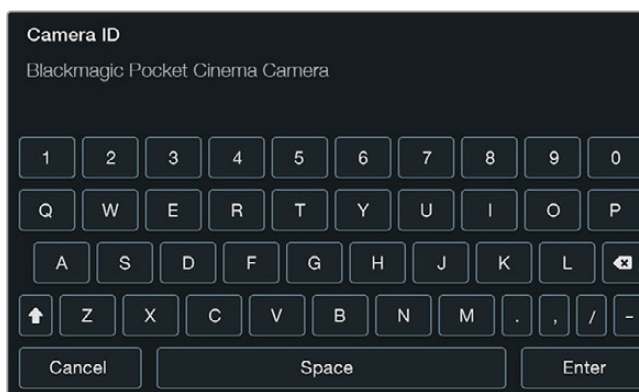 Camera ID
Blackmagic Pocket Cinema Camera
1 2 3 4 5 6 7 8 9 0
Q W E R T Y U I O P
A S D F G H J K L
Z X C V B N M . , / -
Cancel Space Enter